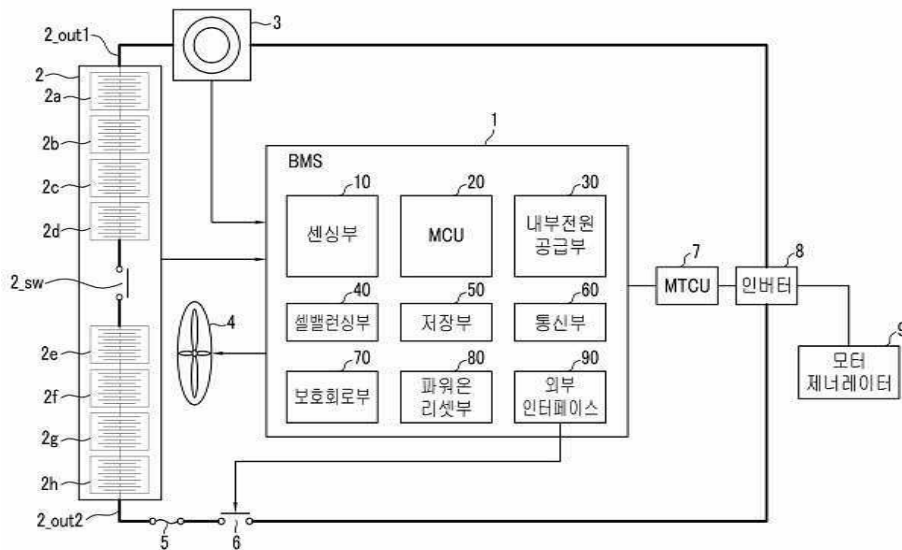 2_out1
3
2
2a
2b
2c
2d
2_sw
2e
2f
2g
2h
2_out2
5
6
4
1
BMS
10
센싱부
20
MCU
30
내부전원
공급부
40
셀밸런싱부
50
저장부
60
통신부
70
보호회로부
80
파워온
리셋부
90
외부
인터페이스
7
MTCU
8
인버터
9
모터
제너레이터